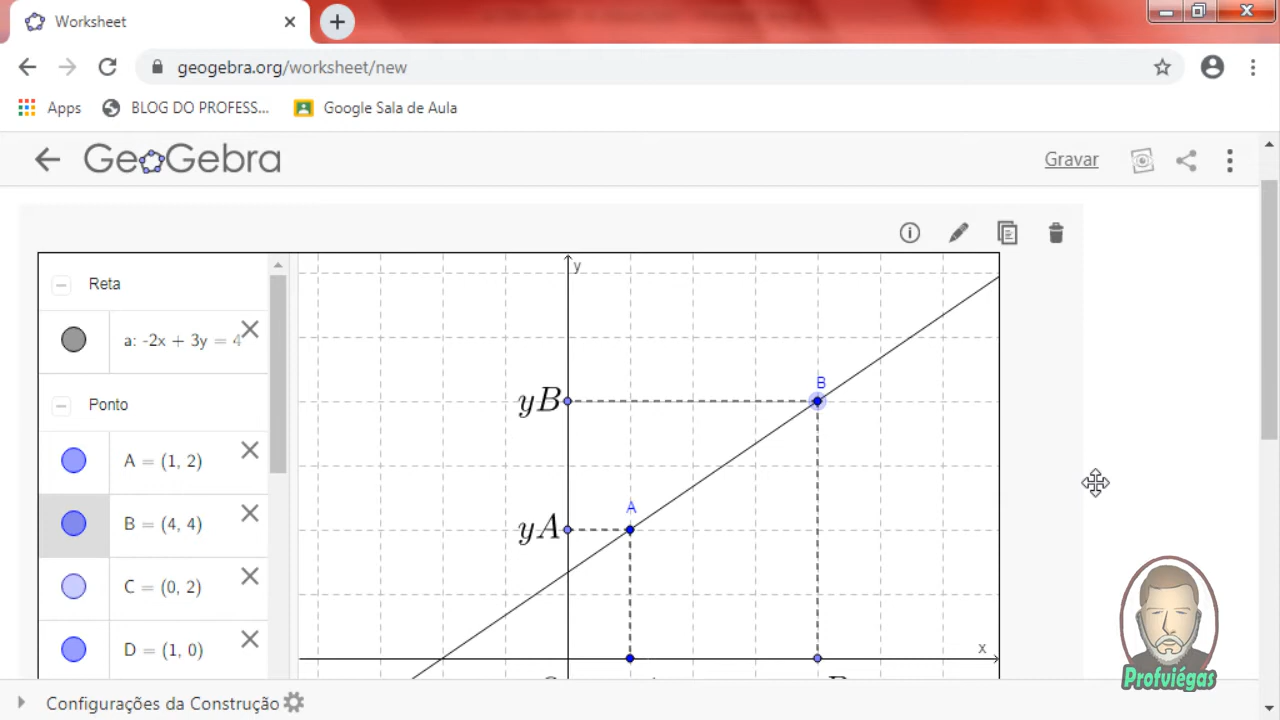 Worksheet
geogebra.org/worksheet/new
Apps BLOG DO PROFESS... Google Sala de Aula
GeoGebra Gravar
Reta
a: -2x + 3y = 4
Ponto
A = (1, 2)
B = (4, 4)
C = (0, 2)
D = (1, 0)
y
B
yB
A
yA
x
Profviégas
Configurações da Construção